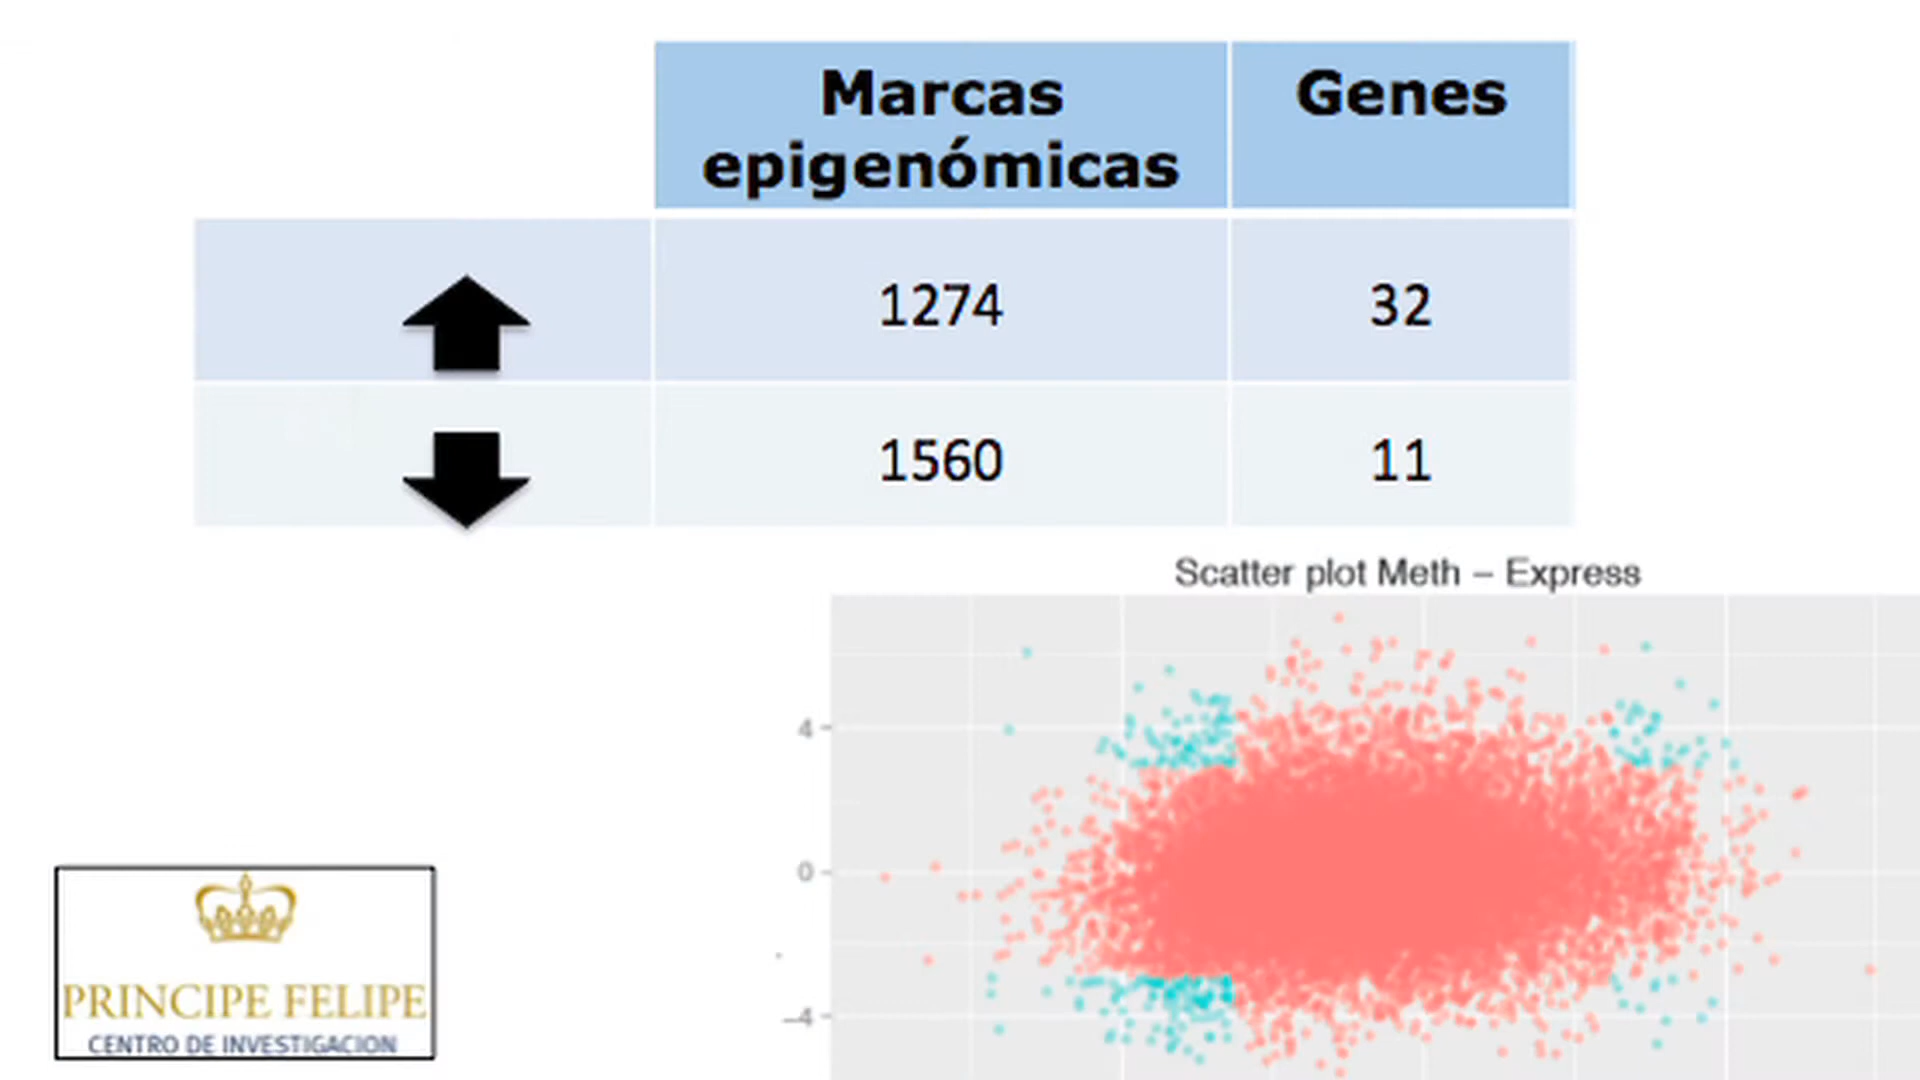 Marcas
epigenómicas
Genes
1274
32
1560
11
Scatter plot Meth – Express
4
0
–4
PRINCIPE FELIPE
CENTRO DE INVESTIGACION